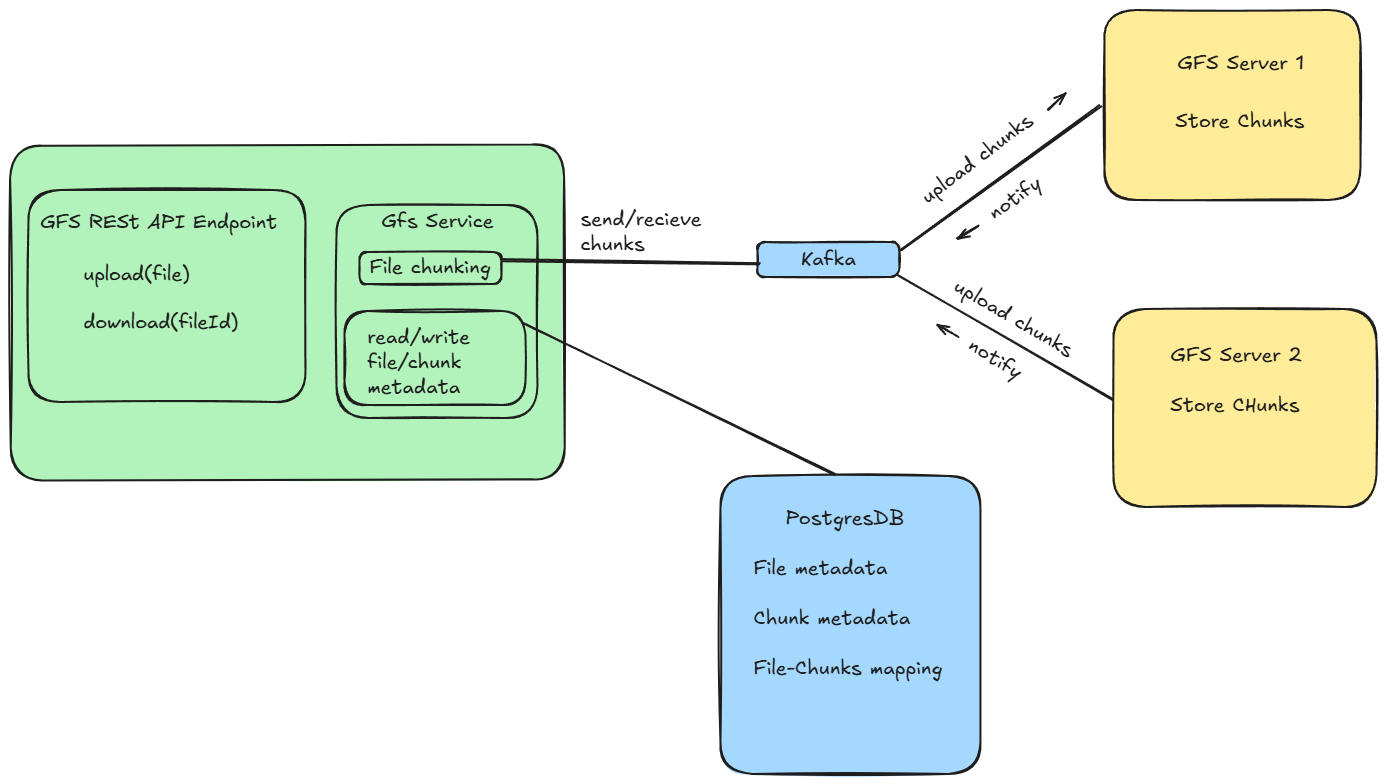 GFS REST API Endpoint
upload(file)
download(fileId)
Gfs Service
File chunking
read/write
file/chunk
metadata
send/recieve
chunks
Kafka
upload chunks
notify
upload chunks
notify
GFS Server 1
Store Chunks
GFS Server 2
Store CHunks
PostgresDB
File metadata
Chunk metadata
File-Chunks mapping